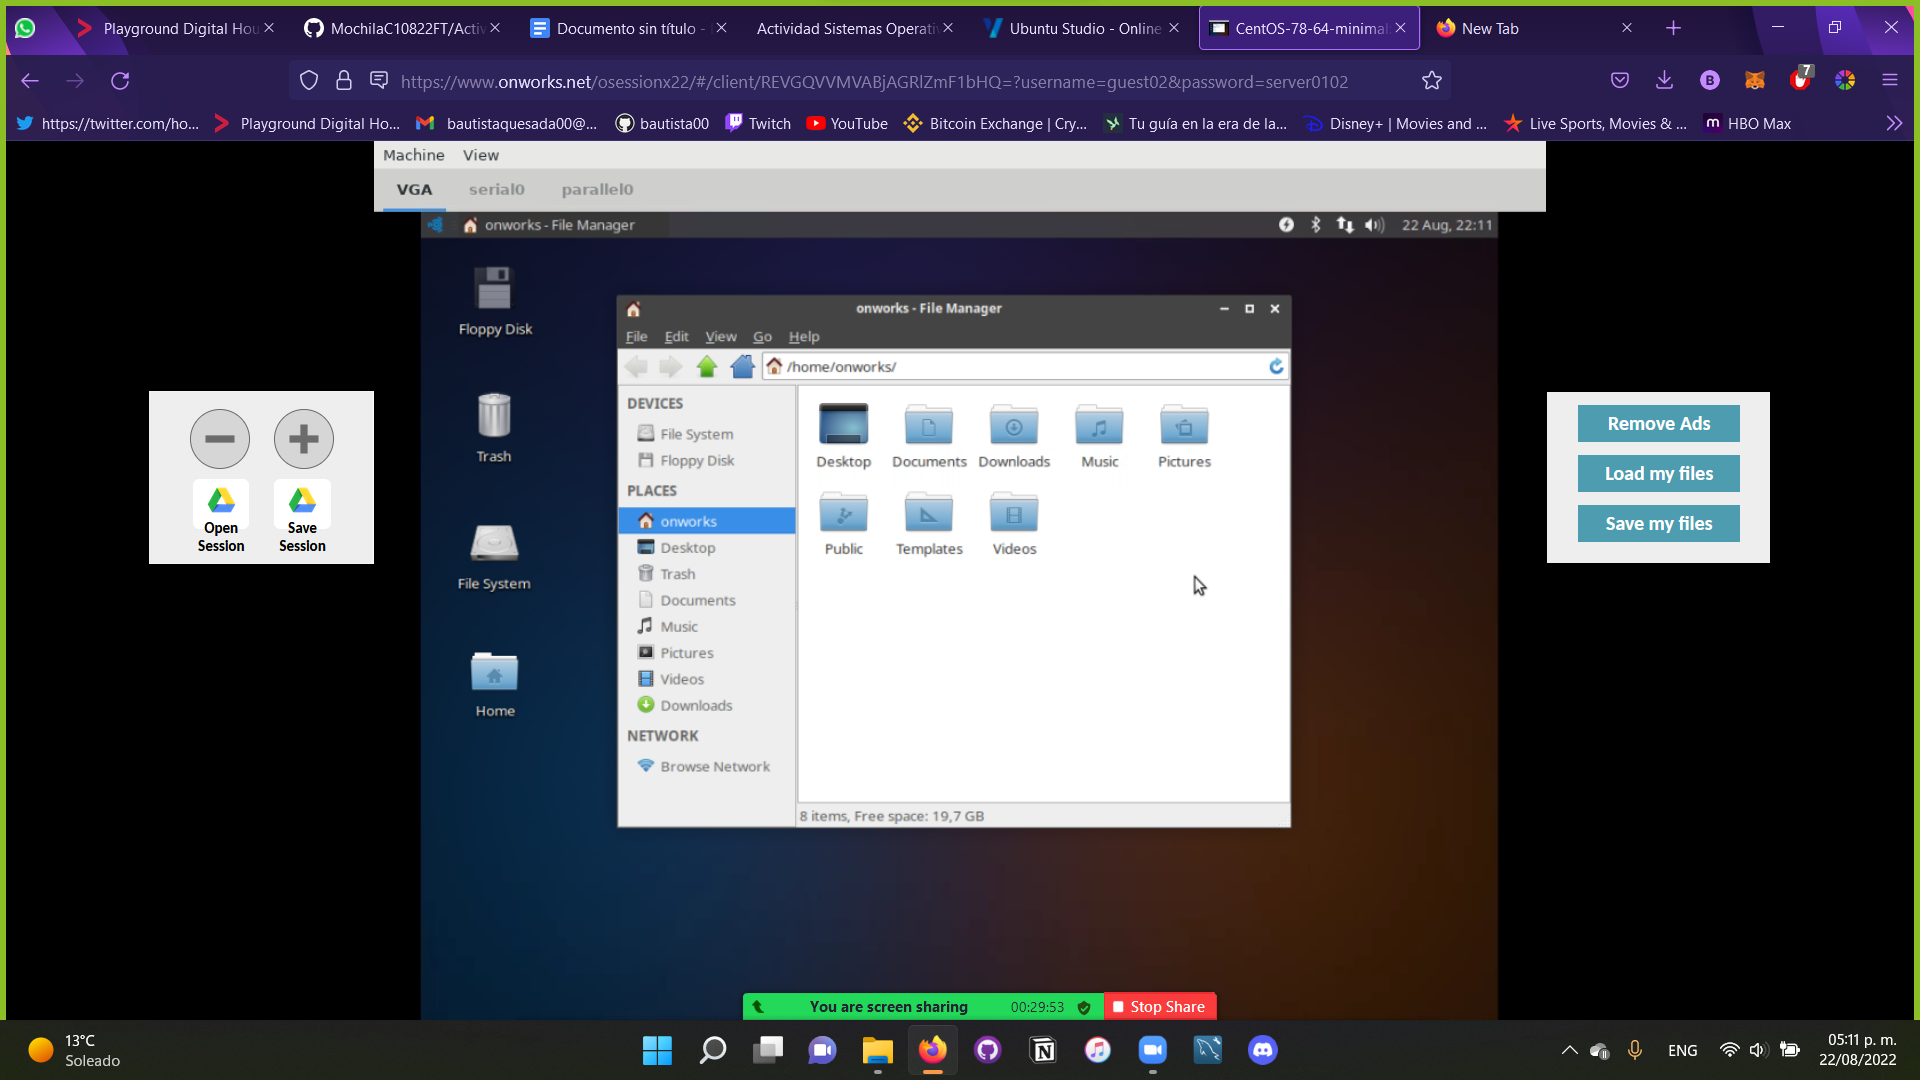 Playground Digital Hou
MochilaC10822FT/Activ
Documento sin título -
Actividad Sistemas Operati
Ubuntu Studio - Online
CentOS-78-64-minimal
New Tab
https://www.onworks.net/osessionx22/#/client/REVGQVVMVABjAGRlZmF1bHQ=?username=guest02&password=server0102
B
7
https://twitter.com/ho...
Playground Digital Ho...
bautistaquesada00@...
bautista00
Twitch
YouTube
Bitcoin Exchange | Cry...
Tu guía en la era de la...
Disney+ | Movies and ...
Live Sports, Movies & ...
HBO Max
Machine View
VGA serial0 parallel0
onworks - File Manager
22 Aug, 22:11
Floppy Disk
Trash
File System
Home
onworks - File Manager
File Edit View Go Help
/home/onworks/
DEVICES
File System
Floppy Disk
PLACES
onworks
Desktop
Trash
Documents
Music
Pictures
Videos
Downloads
NETWORK
Browse Network
Desktop Documents Downloads Music Pictures
Public Templates Videos
8 items, Free space: 19,7 GB
Open Session
Save Session
Remove Ads
Load my files
Save my files
You are screen sharing 00:29:53 Stop Share
13°C
Soleado
ENG
05:11 p. m.
22/08/2022